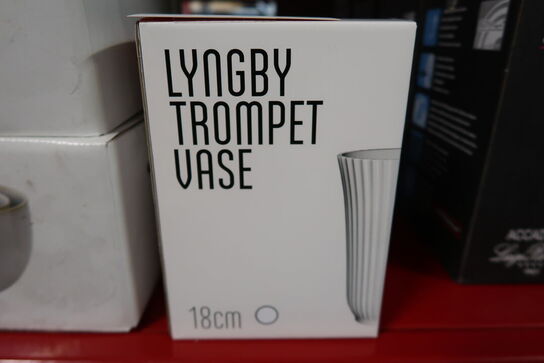 LYNGBY
TROMPET
VASE
18cm